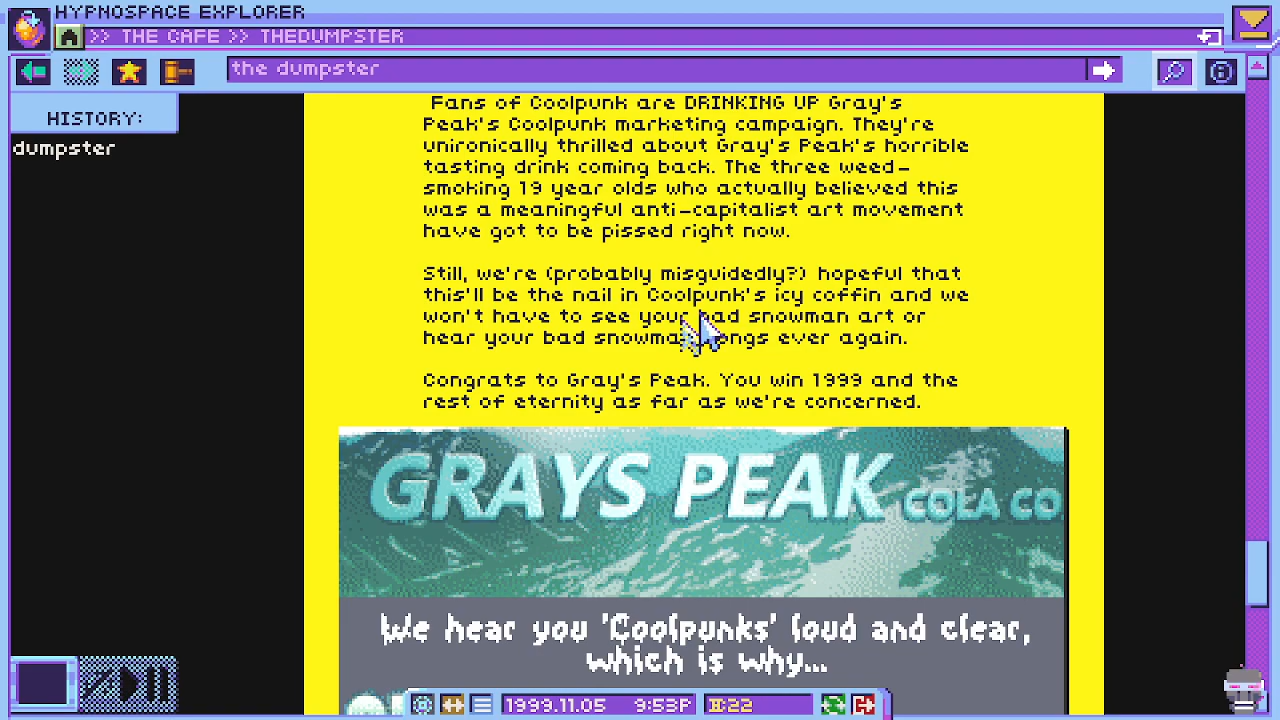 HYPNOSPACE EXPLORER
>> THE CAFE >> THEDUMPSTER
the dumpster
HISTORY:
dumpster
Fans of Coolpunk are DRINKING UP Gray's
Peak's Coolpunk marketing campaign. They're
unironically thrilled about Gray's Peak's horrible
tasting drink coming back. The three weed-
smoking 19 year olds who actually believed this
was a meaningful anti-capitalist art movement
have got to be pissed right now.
Still, we're (probably misguidedly?) hopeful that
this'll be the nail in Coolpunk's icy coffin and we
won't have to see your bad snowman art or
hear your bad snowman songs ever again.
Congrats to Gray's Peak. You win 1999 and the
rest of eternity as far as we're concerned.
GRAYS PEAK COLA CO
We hear you 'Coolpunks' loud and clear,
which is why...
1999.11.05 9:53P
:22